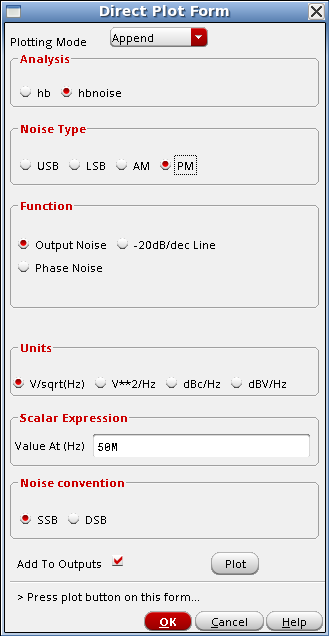 Direct Plot Form
Plotting Mode Append
Analysis
hb hbnoise
Noise Type
USB LSB AM PM
Function
Output Noise -20dB/dec Line
Phase Noise
Units
V/sqrt(Hz) V**2/Hz dBc/Hz dBV/Hz
Scalar Expression
Value At (Hz) 50M
Noise convention
SSB DSB
Add To Outputs Plot
> Press plot button on this form...
OK Cancel Help